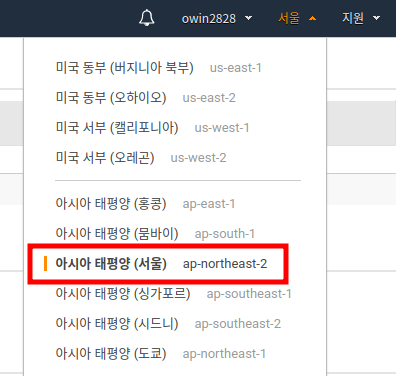 owin2828 서울 지원
미국 동부 (버지니아 북부) us-east-1
미국 동부 (오하이오) us-east-2
미국 서부 (캘리포니아) us-west-1
미국 서부 (오레곤) us-west-2
아시아 태평양 (홍콩) ap-east-1
아시아 태평양 (뭄바이) ap-south-1
아시아 태평양 (서울) ap-northeast-2
아시아 태평양 (싱가포르) ap-southeast-1
아시아 태평양 (시드니) ap-southeast-2
아시아 태평양 (도쿄) ap-northeast-1